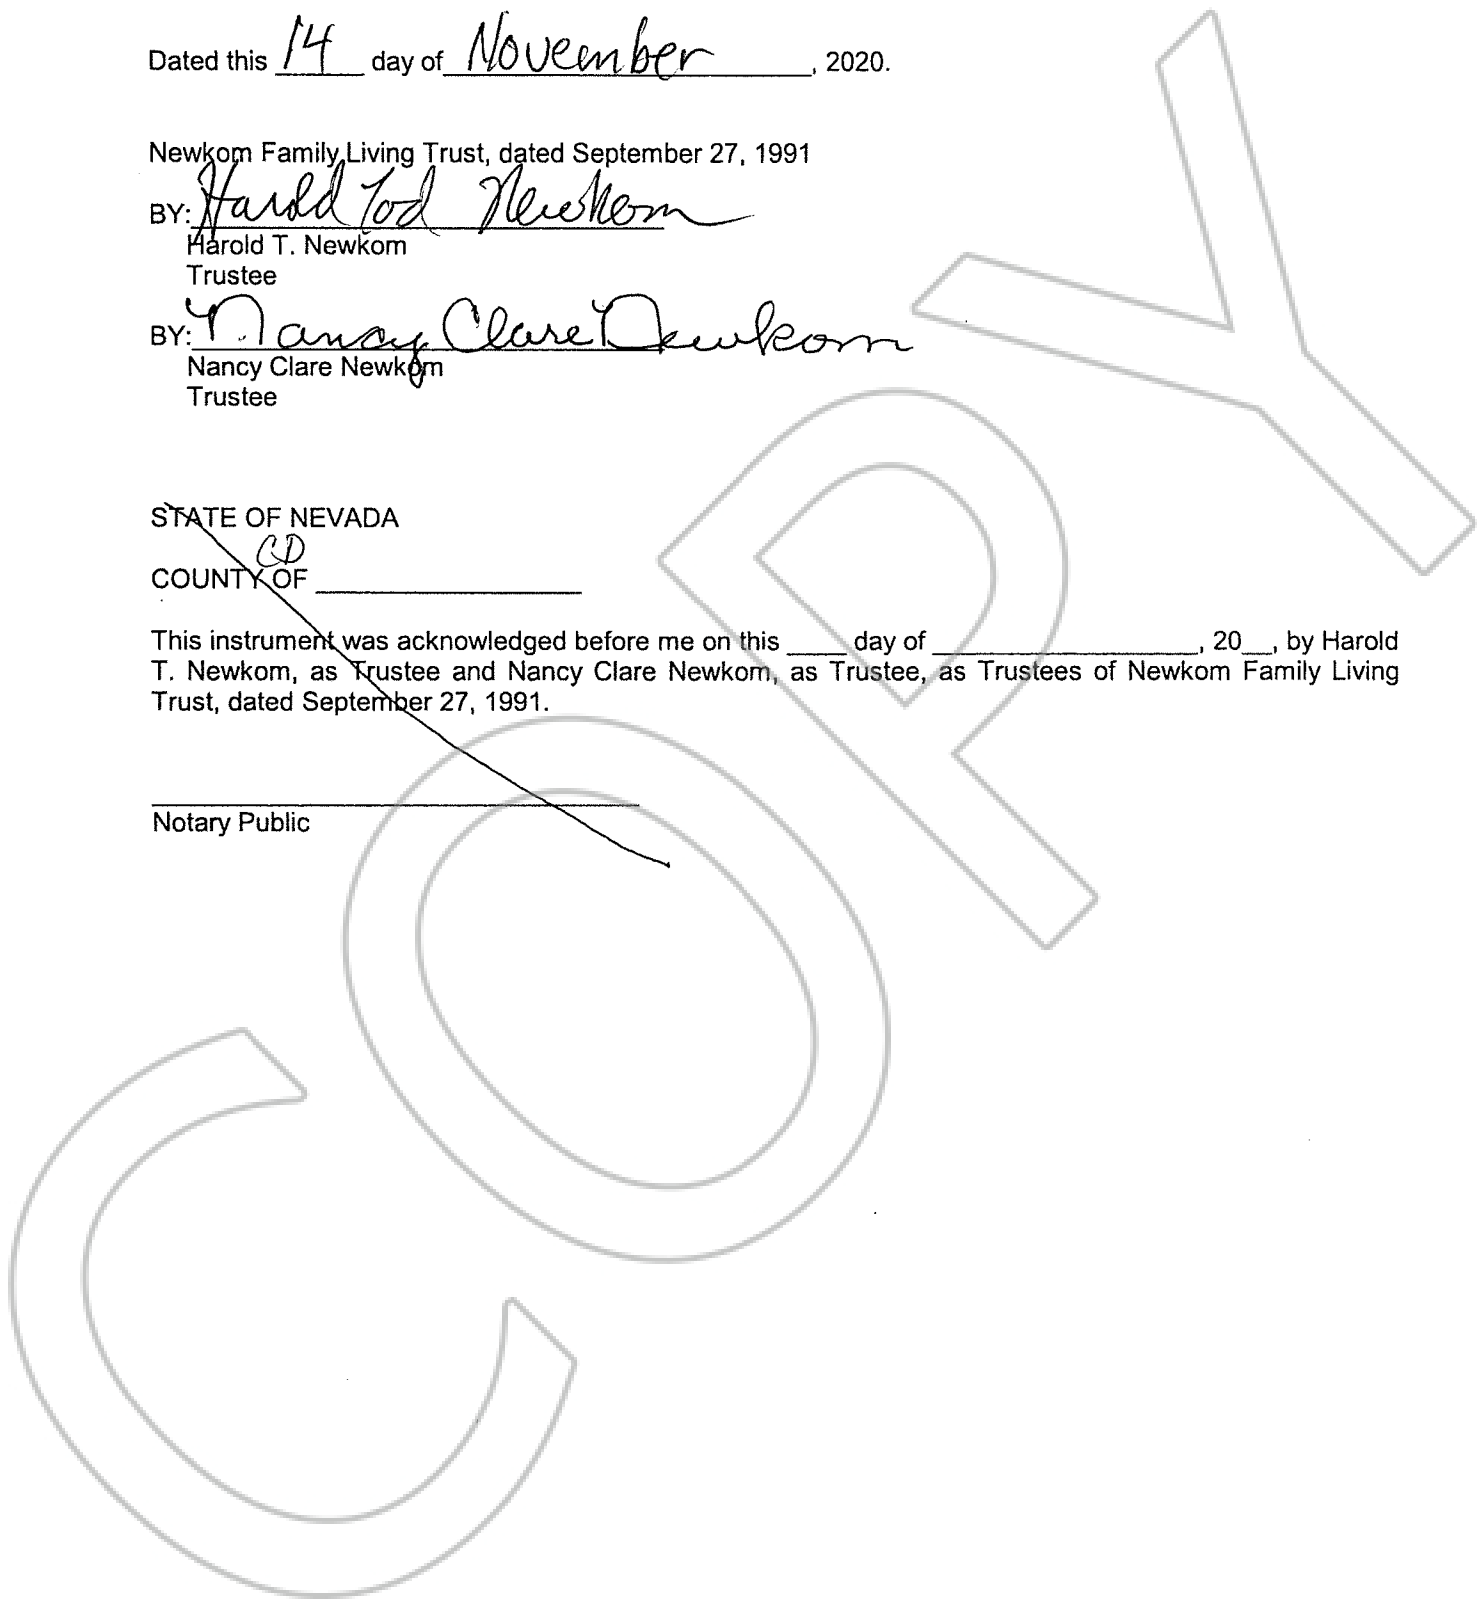 Dated this 14 day of November, 2020.
Newkom Family Living Trust, dated September 27, 1991
BY: Harold Tod Newkom
Harold T. Newkom
Trustee
BY: Nancy Clare Newkom
Nancy Clare Newkom
Trustee
STATE OF NEVADA
CD
COUNTY OF ____________
This instrument was acknowledged before me on this ____ day of ____________, 20__, by Harold
T. Newkom, as Trustee and Nancy Clare Newkom, as Trustee, as Trustees of Newkom Family Living
Trust, dated September 27, 1991.
Notary Public
COPY